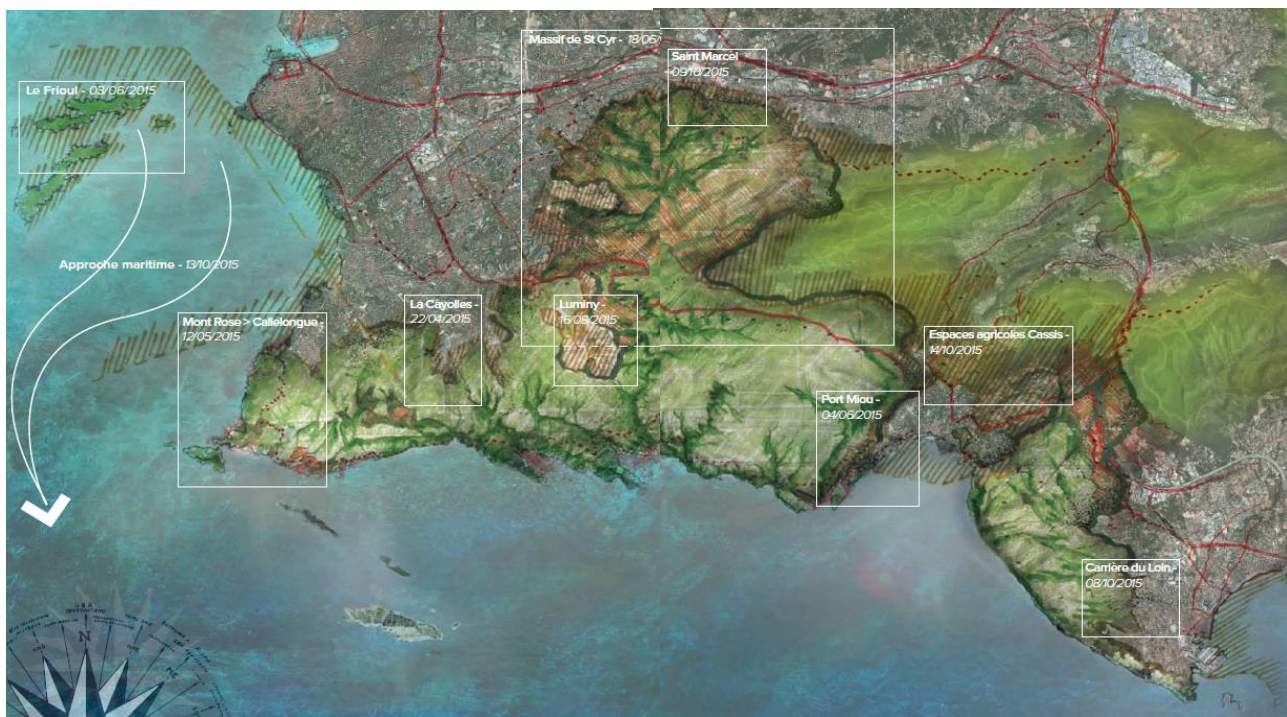 Massif de St Cyr - 18/06/
Saint Marcel
09/10/2015
Le Frioul - 03/06/2015
Approche maritime - 13/10/2015
La Cayolles -
22/04/2015
Luminy -
16/09/2015
Mont Rose > Callelongue -
12/05/2015
Espaces agricoles Cassis -
14/10/2015
Port Miou -
04/06/2015
Carrière du Loin -
08/10/2015
N